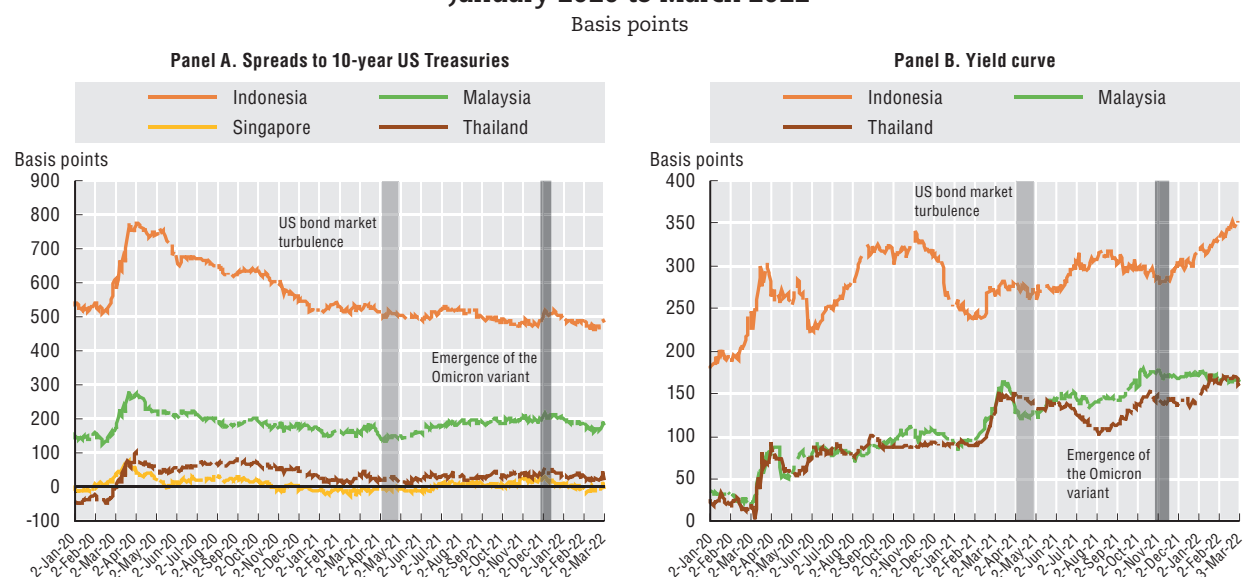 Basis points
Panel A. Spreads to 10-year US Treasuries
Indonesia
Malaysia
Singapore
Thailand
Basis points
900
800
700
600
500
400
300
200
100
0
-100
US bond market
turbulence
Emergence of the
Omicron variant
2-Jan-20
2-Feb-20
2-Mar-20
2-Apr-20
2-May-20
2-Jun-20
2-Jul-20
2-Aug-20
2-Sep-20
2-Oct-20
2-Nov-20
2-Dec-20
2-Jan-21
2-Feb-21
2-Mar-21
2-Apr-21
2-May-21
2-Jun-21
2-Jul-21
2-Aug-21
2-Sep-21
2-Oct-21
2-Nov-21
2-Dec-21
2-Jan-22
2-Feb-22
2-Mar-22
Panel B. Yield curve
Indonesia
Malaysia
Thailand
Basis points
400
350
300
250
200
150
100
50
0
US bond market
turbulence
Emergence of
the Omicron
variant
2-Jan-20
2-Feb-20
2-Mar-20
2-Apr-20
2-May-20
2-Jun-20
2-Jul-20
2-Aug-20
2-Sep-20
2-Oct-20
2-Nov-20
2-Dec-20
2-Jan-21
2-Feb-21
2-Mar-21
2-Apr-21
2-May-21
2-Jun-21
2-Jul-21
2-Aug-21
2-Sep-21
2-Oct-21
2-Nov-21
2-Dec-21
2-Jan-22
2-Feb-22
3-Mar-22